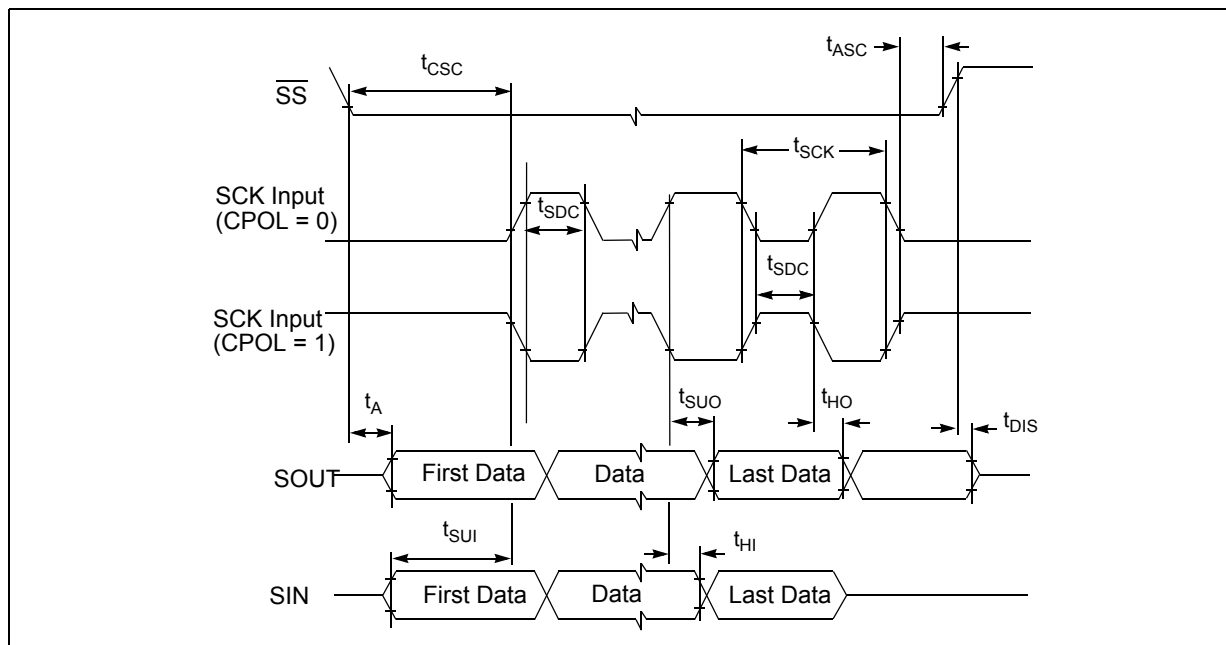 tASC
tCSC
SS
tSCK
SCK Input
(CPOL = 0)
tSDC
tSDC
SCK Input
(CPOL = 1)
tA
tSUO
tHO
tDIS
SOUT
First Data
Data
Last Data
tSUI
tHI
SIN
First Data
Data
Last Data